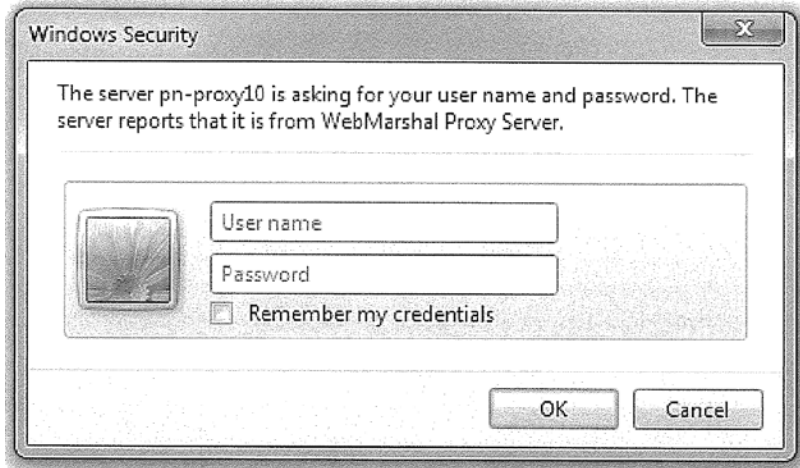 Windows Security
The server pn-proxy10 is asking for your user name and password. The
server reports that it is from WebMarshal Proxy Server.
User name
Password
Remember my credentials
OK
Cancel